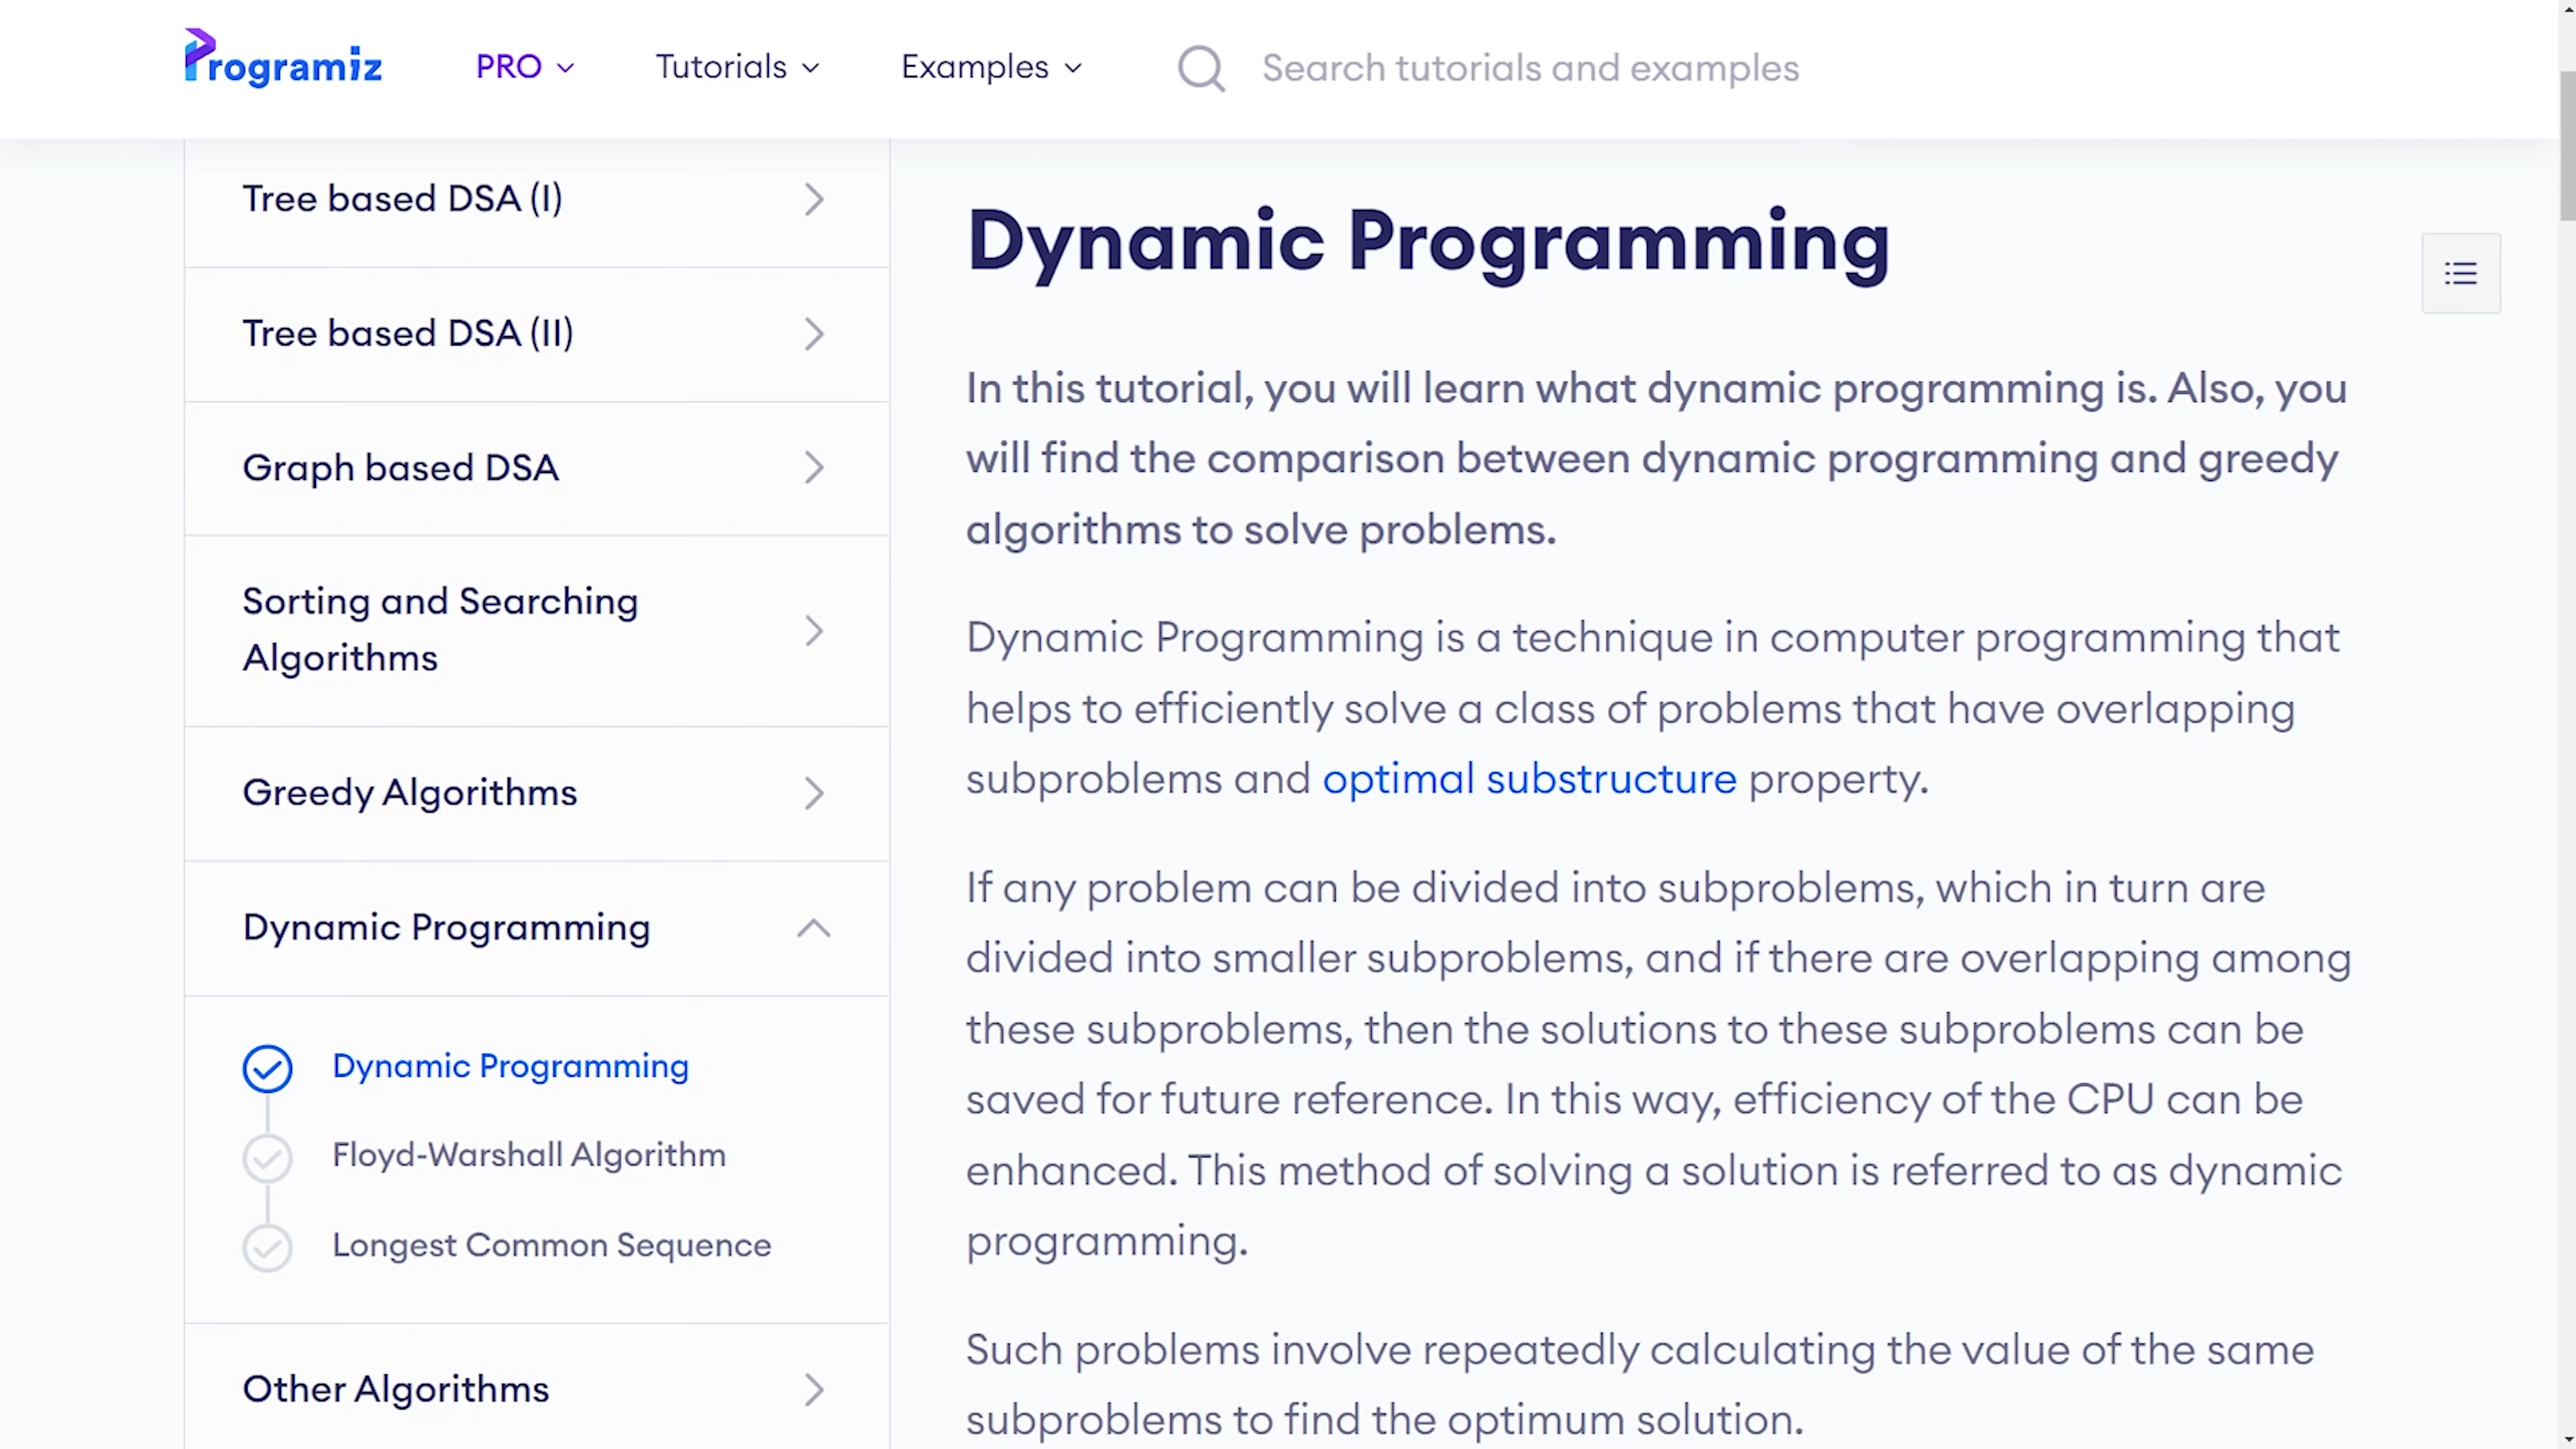 Programiz
PRO
Tutorials
Examples
Search tutorials and examples
Tree based DSA (I)
Tree based DSA (II)
Graph based DSA
Sorting and Searching
Algorithms
Greedy Algorithms
Dynamic Programming
Dynamic Programming
Floyd-Warshall Algorithm
Longest Common Sequence
Other Algorithms
Dynamic Programming
In this tutorial, you will learn what dynamic programming is. Also, you
will find the comparison between dynamic programming and greedy
algorithms to solve problems.
Dynamic Programming is a technique in computer programming that
helps to efficiently solve a class of problems that have overlapping
subproblems and optimal substructure property.
If any problem can be divided into subproblems, which in turn are
divided into smaller subproblems, and if there are overlapping among
these subproblems, then the solutions to these subproblems can be
saved for future reference. In this way, efficiency of the CPU can be
enhanced. This method of solving a solution is referred to as dynamic
programming.
Such problems involve repeatedly calculating the value of the same
subproblems to find the optimum solution.